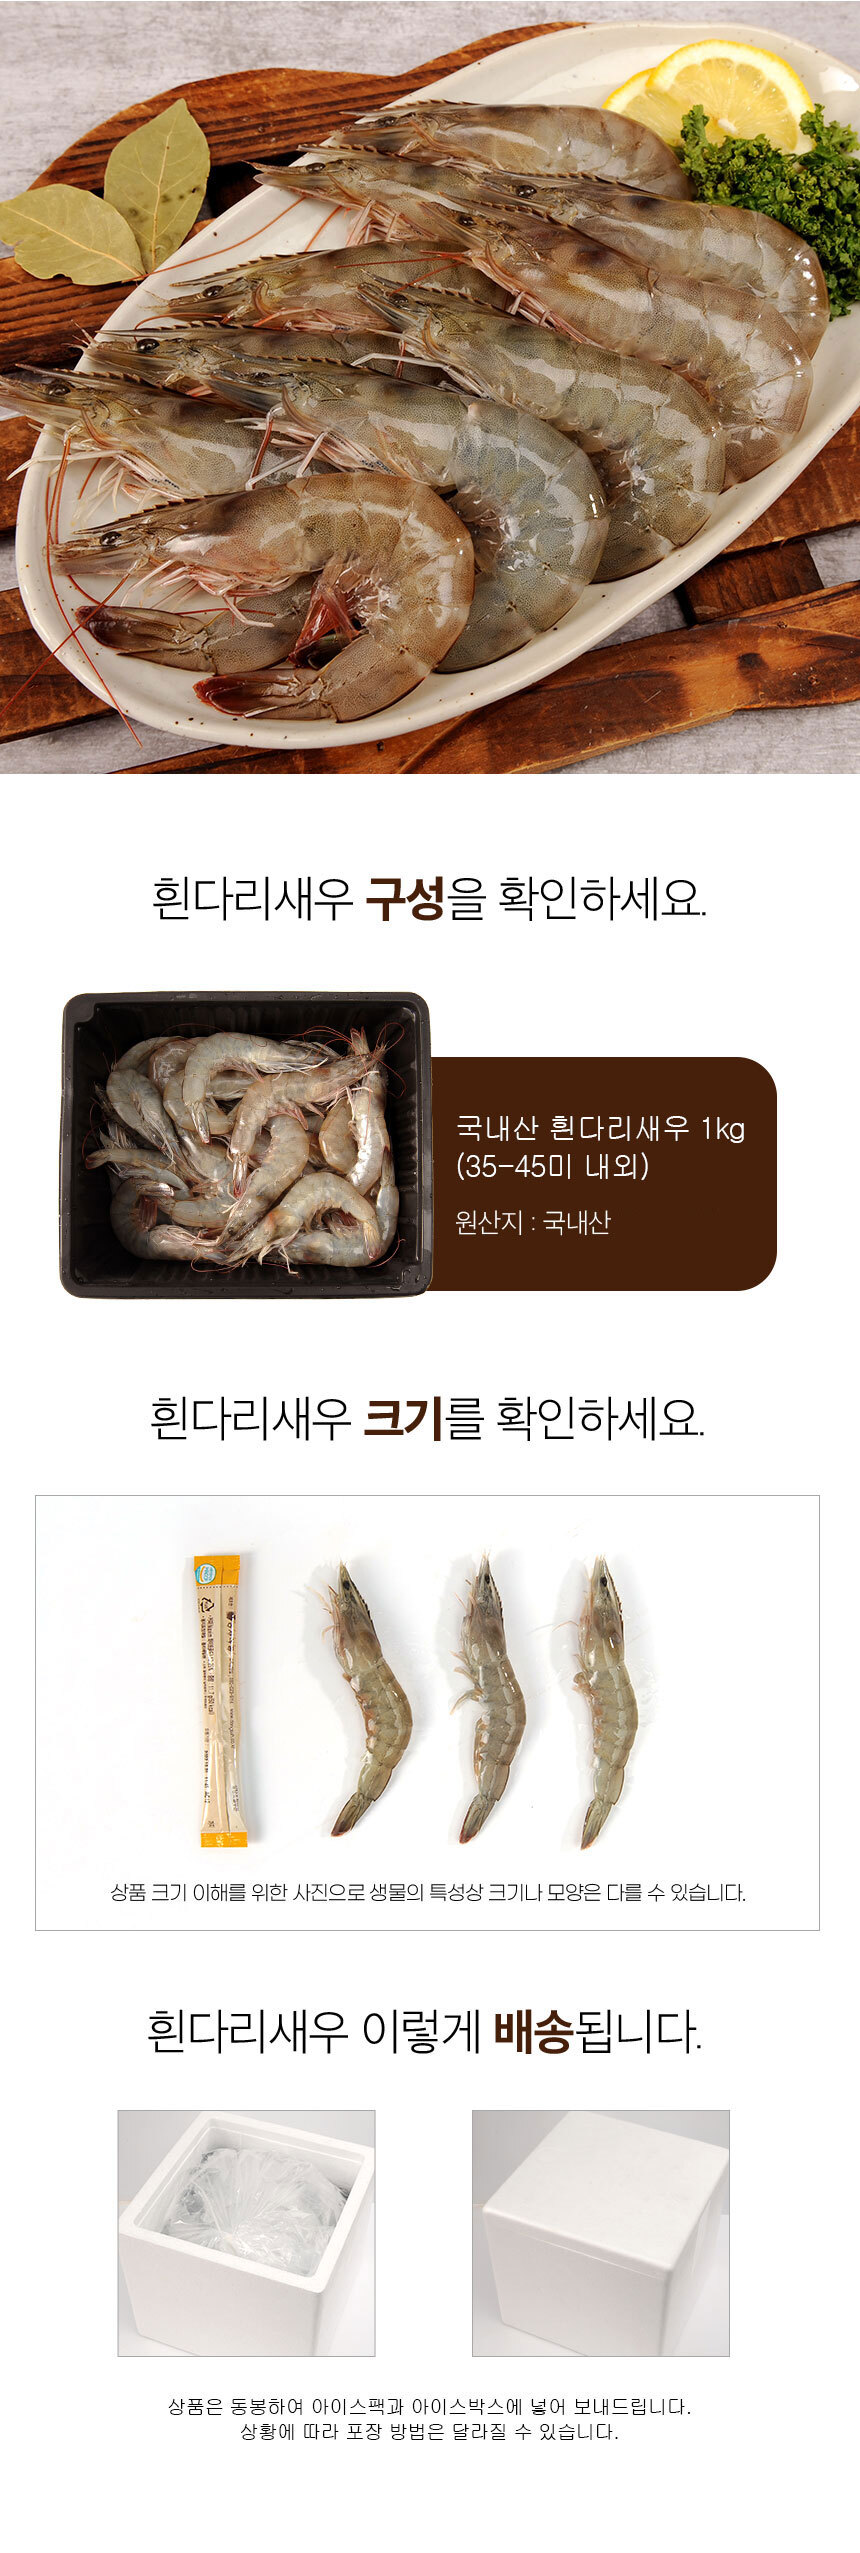 흰다리새우 구성을 확인하세요.
국내산 흰다리새우 1kg
(35-45미 내외)
원산지 : 국내산
흰다리새우 크기를 확인하세요.
상품 크기 이해를 위한 사진으로 생물의 특성상 크기나 모양은 다를 수 있습니다.
흰다리새우 이렇게 배송됩니다.
상품은 동봉하여 아이스팩과 아이스박스에 넣어 보내드립니다.
상황에 따라 포장 방법은 달라질 수 있습니다.